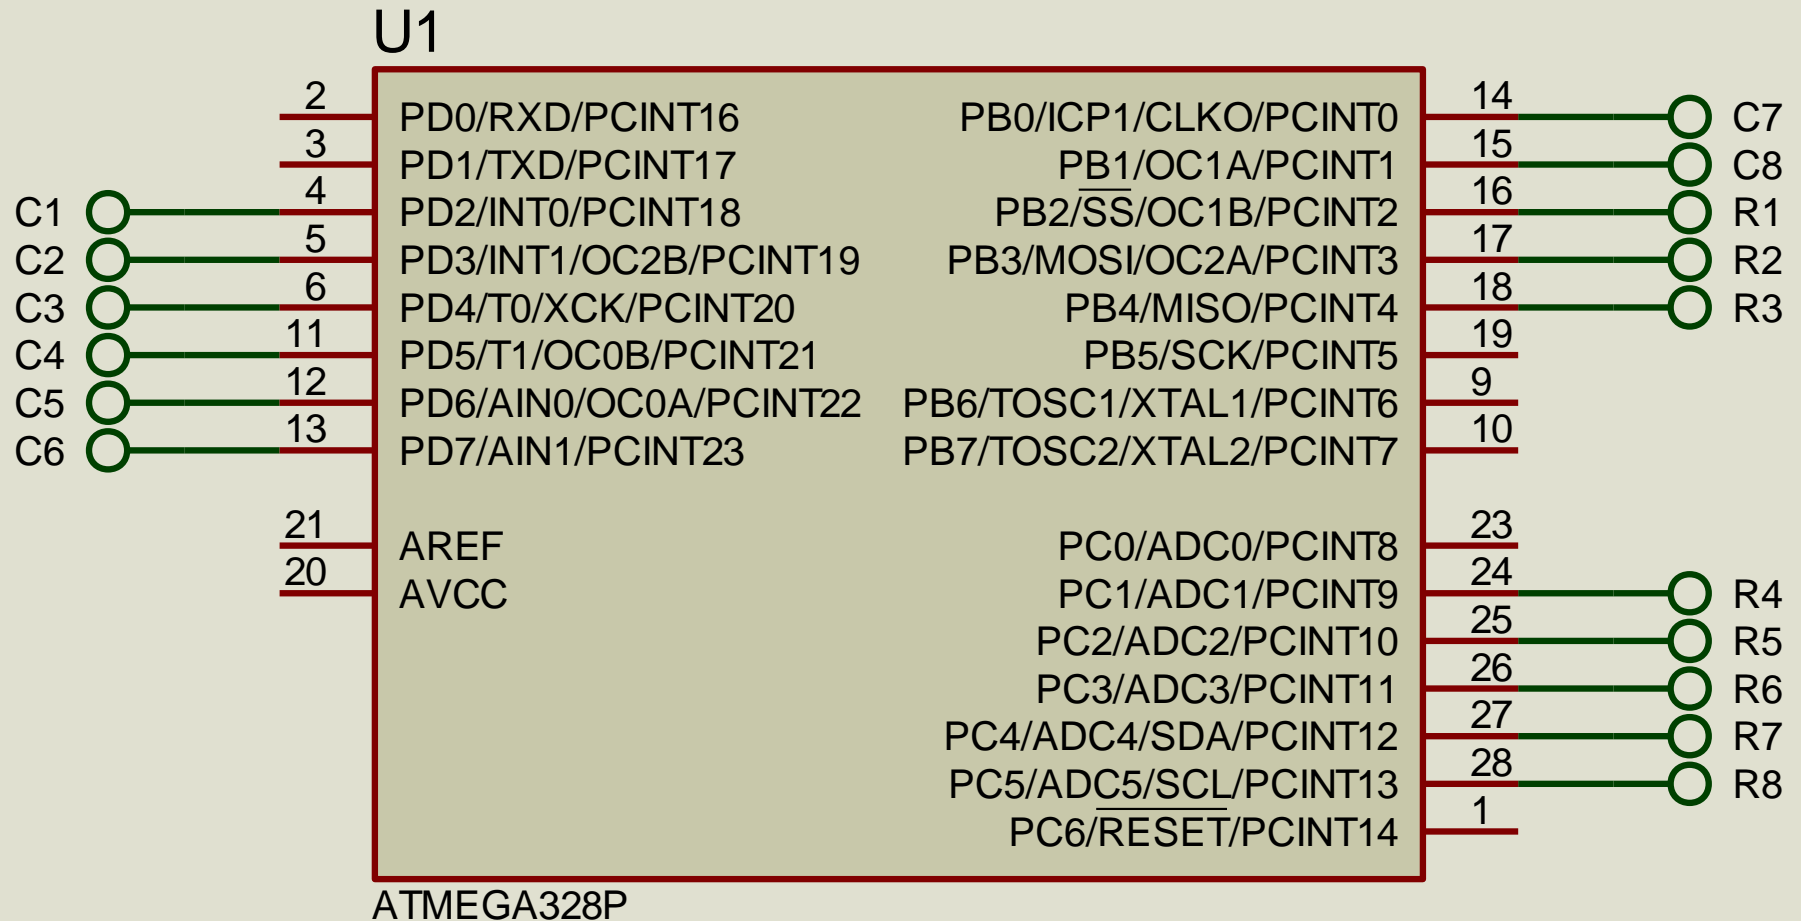 U1
2 PD0/RXD/PCINT16 PB0/ICP1/CLKO/PCINT0 14 C7
3 PD1/TXD/PCINT17 PB1/OC1A/PCINT1 15 C8
C1 4 PD2/INT0/PCINT18 PB2/SS/OC1B/PCINT2 16 R1
C2 5 PD3/INT1/OC2B/PCINT19 PB3/MOSI/OC2A/PCINT3 17 R2
C3 6 PD4/T0/XCK/PCINT20 PB4/MISO/PCINT4 18 R3
C4 11 PD5/T1/OC0B/PCINT21 PB5/SCK/PCINT5 19
C5 12 PD6/AIN0/OC0A/PCINT22 PB6/TOSC1/XTAL1/PCINT6 9
C6 13 PD7/AIN1/PCINT23 PB7/TOSC2/XTAL2/PCINT7 10
21 AREF PC0/ADC0/PCINT8 23
20 AVCC PC1/ADC1/PCINT9 24 R4
PC2/ADC2/PCINT10 25 R5
PC3/ADC3/PCINT11 26 R6
PC4/ADC4/SDA/PCINT12 27 R7
PC5/ADC5/SCL/PCINT13 28 R8
PC6/RESET/PCINT14 1
ATMEGA328P